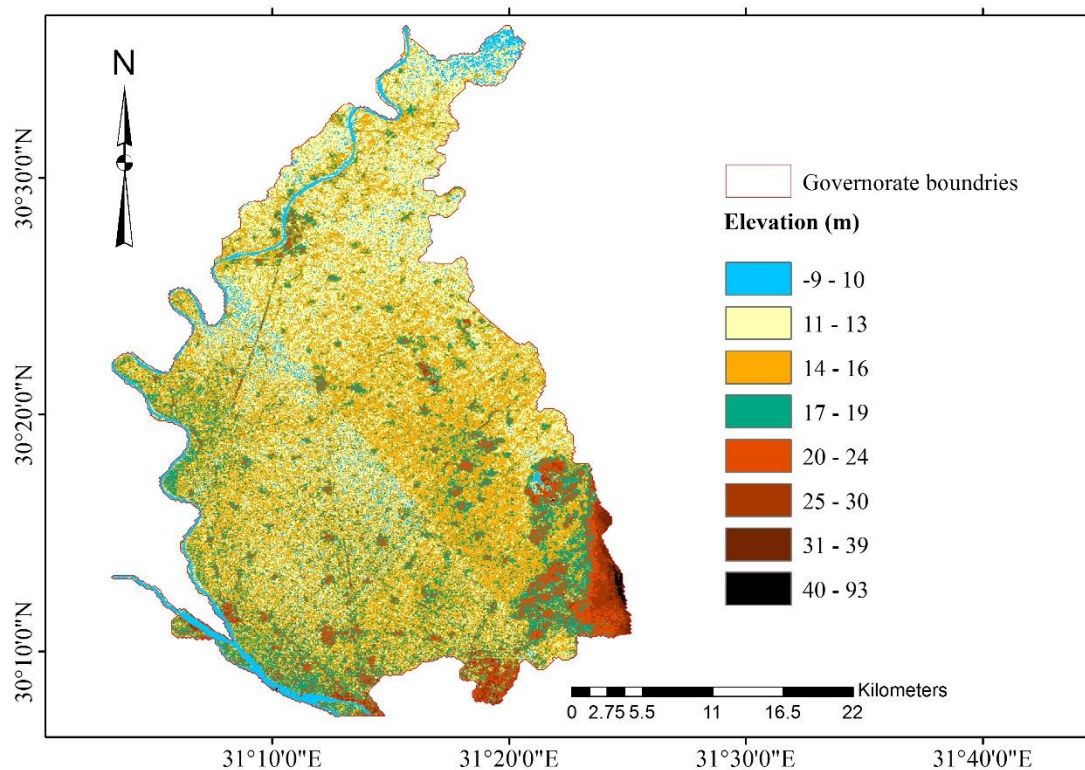 N
30°30'0"N
30°20'0"N
30°10'0"N
Governorate boundries
Elevation (m)
-9 - 10
11 - 13
14 - 16
17 - 19
20 - 24
25 - 30
31 - 39
40 - 93
Kilometers
0 2.75 5.5 11 16.5 22
31°10'0"E 31°20'0"E 31°30'0"E 31°40'0"E